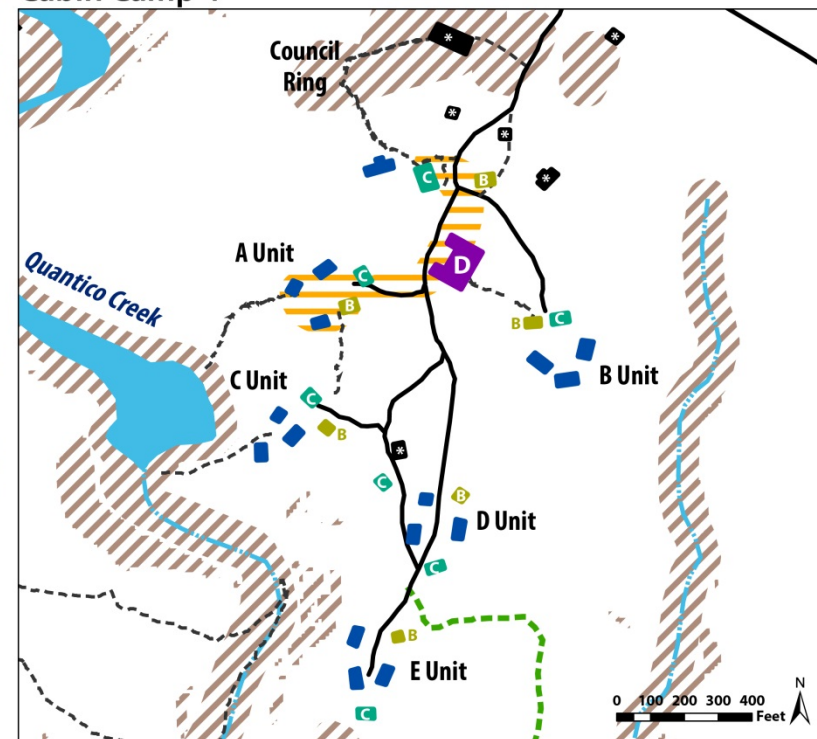 Council
Ring
*
*
*
*
*
C
B
A Unit
C
D
Quantico Creek
B
B
C
B Unit
C Unit
C
B
*
C
B
D Unit
C
B
E Unit
C
0 100 200 300 400
Feet
N